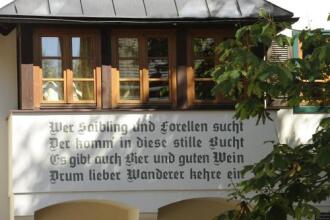 Wer Saibling und Forellen sucht
Der komm in diese stille Bucht
Es gibt auch Bier und guten Wein
Drum lieber Wanderer kehre ein